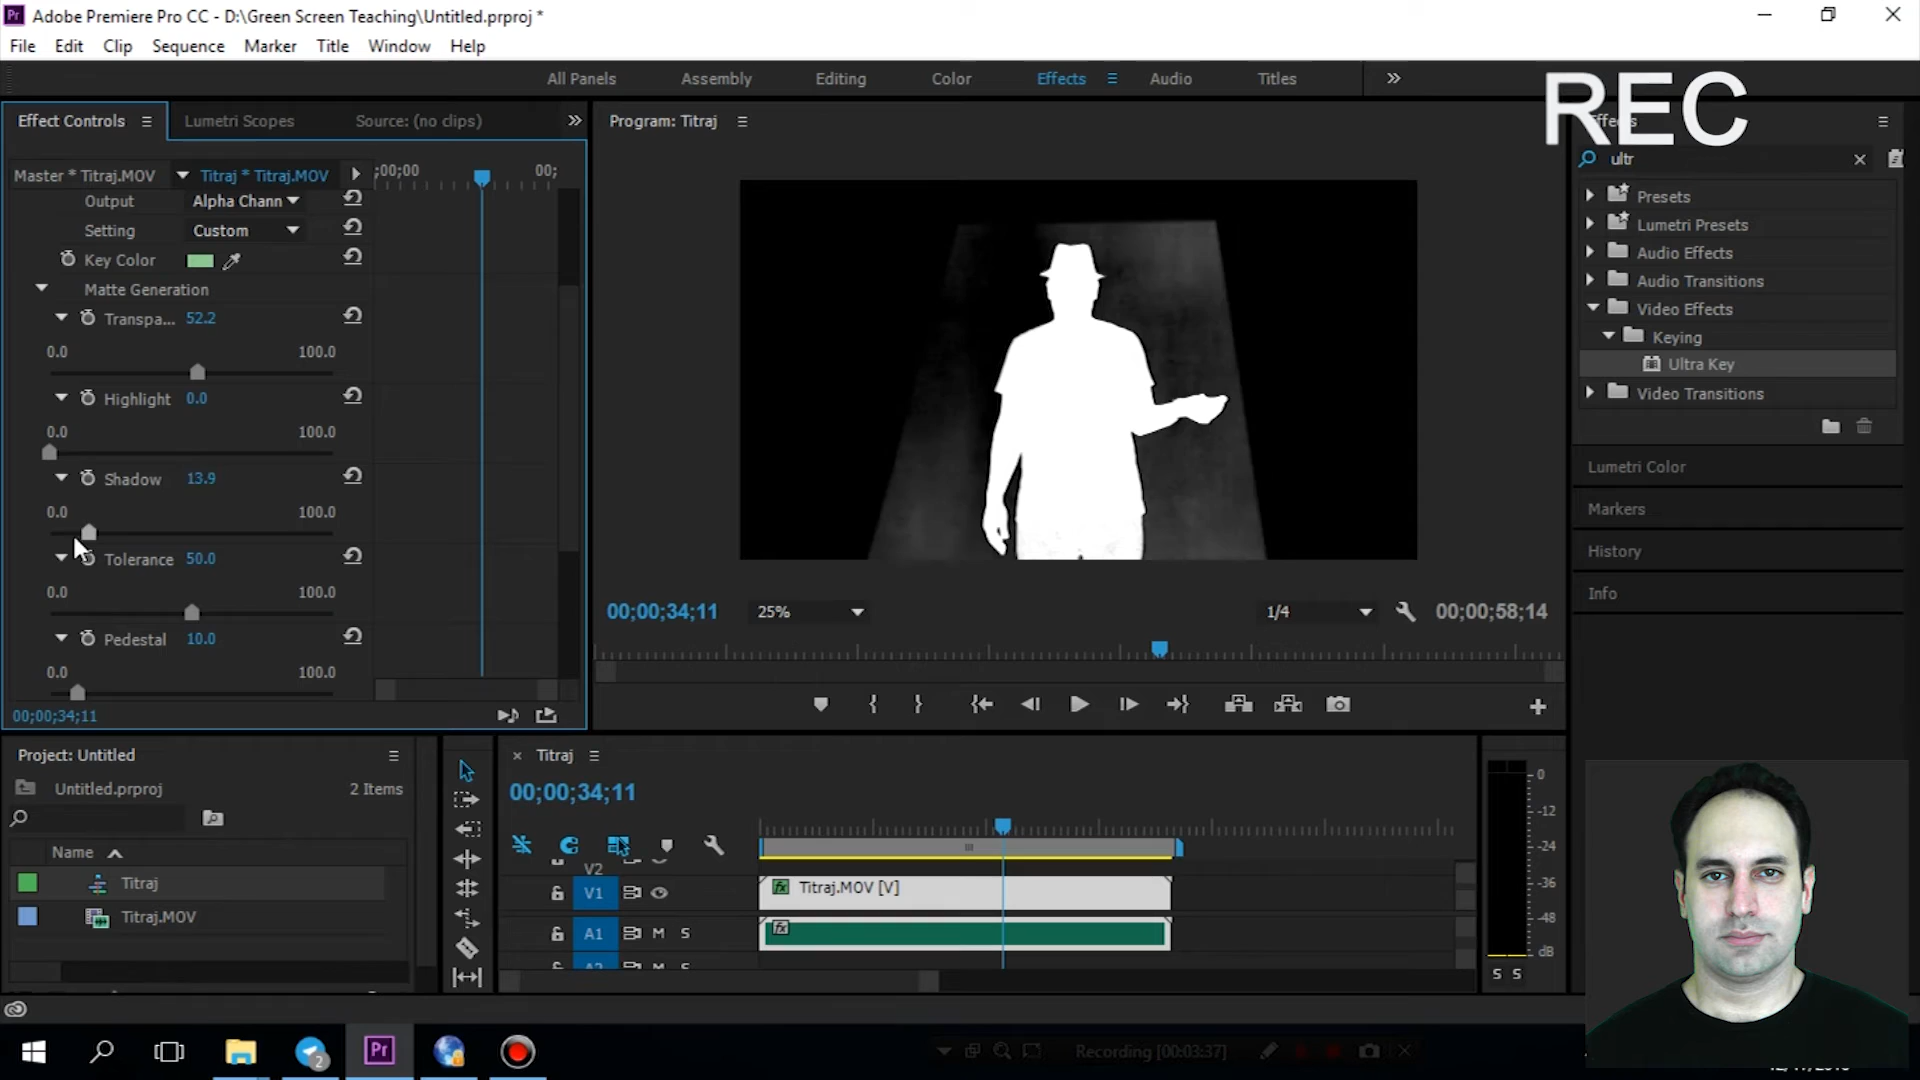 Adobe Premiere Pro CC - D:\Green Screen Teaching\Untitled.prproj *
File Edit Clip Sequence Marker Title Window Help
All Panels Assembly Editing Color Effects Audio Titles
REC
Effect Controls Lumetri Scopes Source: (no clips)
Program: Titraj
Effects
Master * Titraj.MOV Titraj * Titraj.MOV ;00;00 00;
Output Alpha Chann
Setting Custom
Key Color
Matte Generation
Transpa... 52.2
0.0 100.0
Highlight 0.0
0.0 100.0
Shadow 13.9
0.0 100.0
Tolerance 50.0
0.0 100.0
Pedestal 10.0
0.0 100.0
00;00;34;11
00;00;34;11 25% 1/4 00;00;58;14
ultr
Presets
Lumetri Presets
Audio Effects
Audio Transitions
Video Effects
Keying
Ultra Key
Video Transitions
Lumetri Color
Markers
History
Info
Project: Untitled
Untitled.prproj 2 Items
Name
Titraj
Titraj.MOV
Titraj
00;00;34;11
V2
V1 Titraj.MOV [V]
A1 M S
0
-12
-24
-36
-48
dB
S S
Recording [00:03:37]
2
Pr